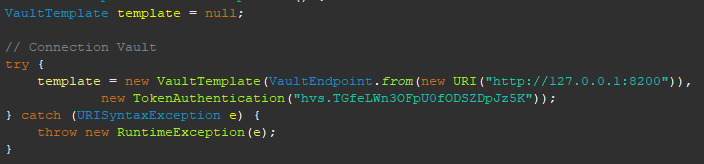 VaultTemplate template = null;
// Connection Vault
try {
template = new VaultTemplate(VaultEndpoint.from(new URI("http://127.0.0.1:8200")),
new TokenAuthentication("hvs.TGfeLWn3OFpU0fODSZDpJz5K"));
} catch (URISyntaxException e) {
throw new RuntimeException(e);
}